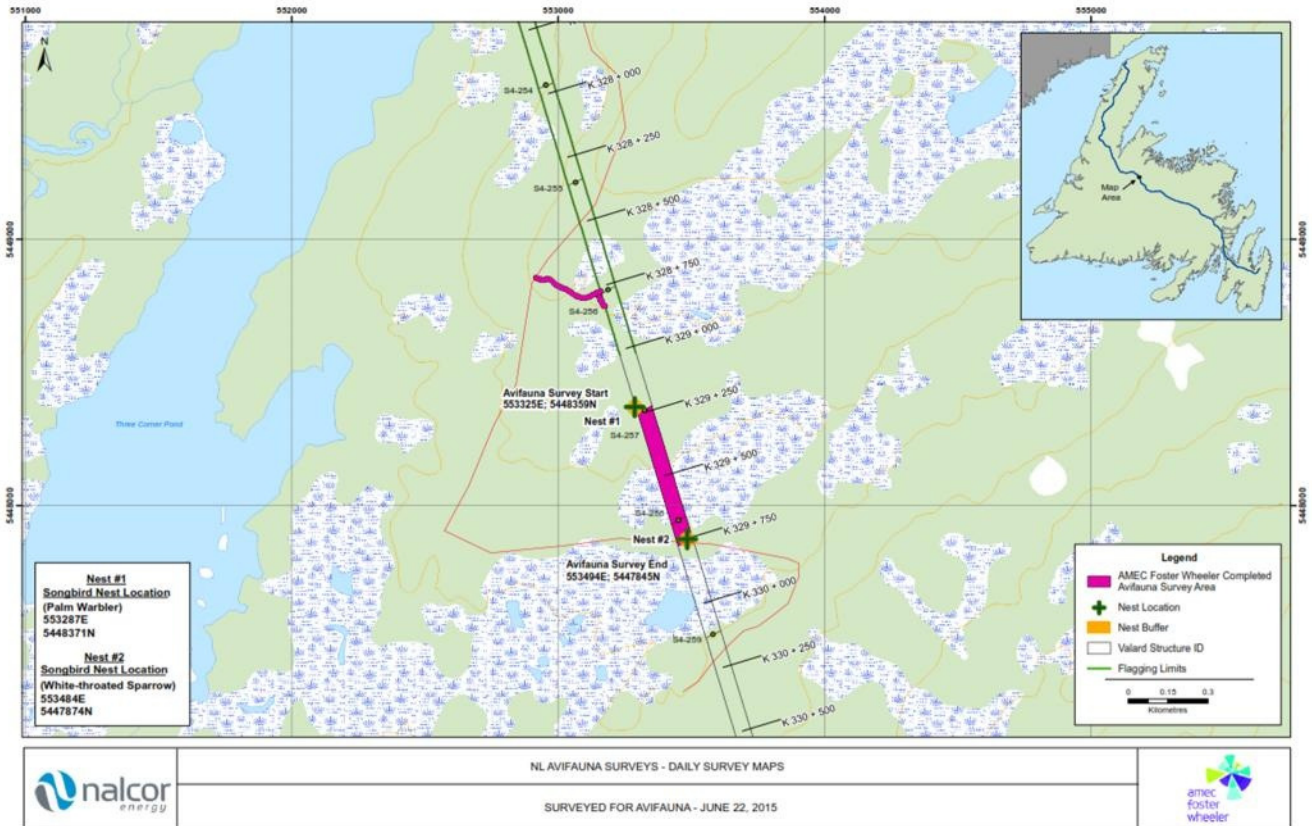 551000
552000
553000
554000
555000
N
5449000
5449000
5448000
5448000
K
K 328 + 000
S4-254
K 328 + 250
S4-255
K 328 + 500
K 328 + 750
S4-256
K 329 + 000
Avifauna Survey Start
553325E; 5448359N
Nest #1
K 329 + 250
S4-257
K 329 + 500
S4-258
K 329 + 750
Nest #2
Avifauna Survey End
553494E; 5447845N
K 330 + 000
S4-259
K 330 + 250
K 330 + 500
Three Corner Pond
Map
Area
Nest #1
Songbird Nest Location
(Palm Warbler)
553287E
5448371N
Nest #2
Songbird Nest Location
(White-throated Sparrow)
553484E
5447874N
Legend
AMEC Foster Wheeler Completed
Avifauna Survey Area
Nest Location
Nest Buffer
Valard Structure ID
Flagging Limits
0 0.15 0.3
Kilometres
nalcor
energy
NL AVIFAUNA SURVEYS - DAILY SURVEY MAPS
SURVEYED FOR AVIFAUNA - JUNE 22, 2015
amec
foster
wheeler